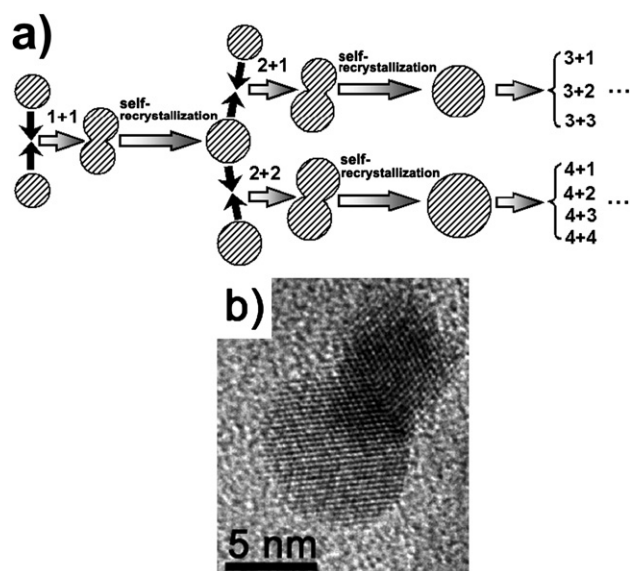 a)
1+1
self-
recrystallization
2+1
self-
recrystallization
3+1
3+2 ...
3+3
2+2
self-
recrystallization
4+1
4+2 ...
4+3
4+4
b)
5 nm